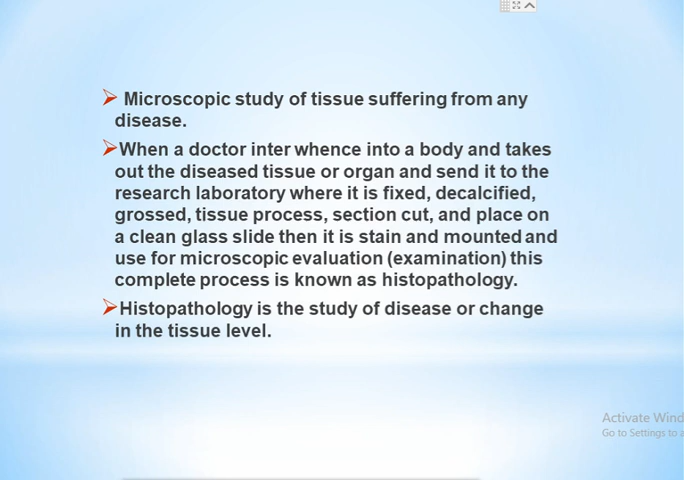 Microscopic study of tissue suffering from any
disease.
When a doctor inter whence into a body and takes
out the diseased tissue or organ and send it to the
research laboratory where it is fixed, decalcified,
grossed, tissue process, section cut, and place on
a clean glass slide then it is stain and mounted and
use for microscopic evaluation (examination) this
complete process is known as histopathology.
Histopathology is the study of disease or change
in the tissue level.
Activate Wind
Go to Settings to a